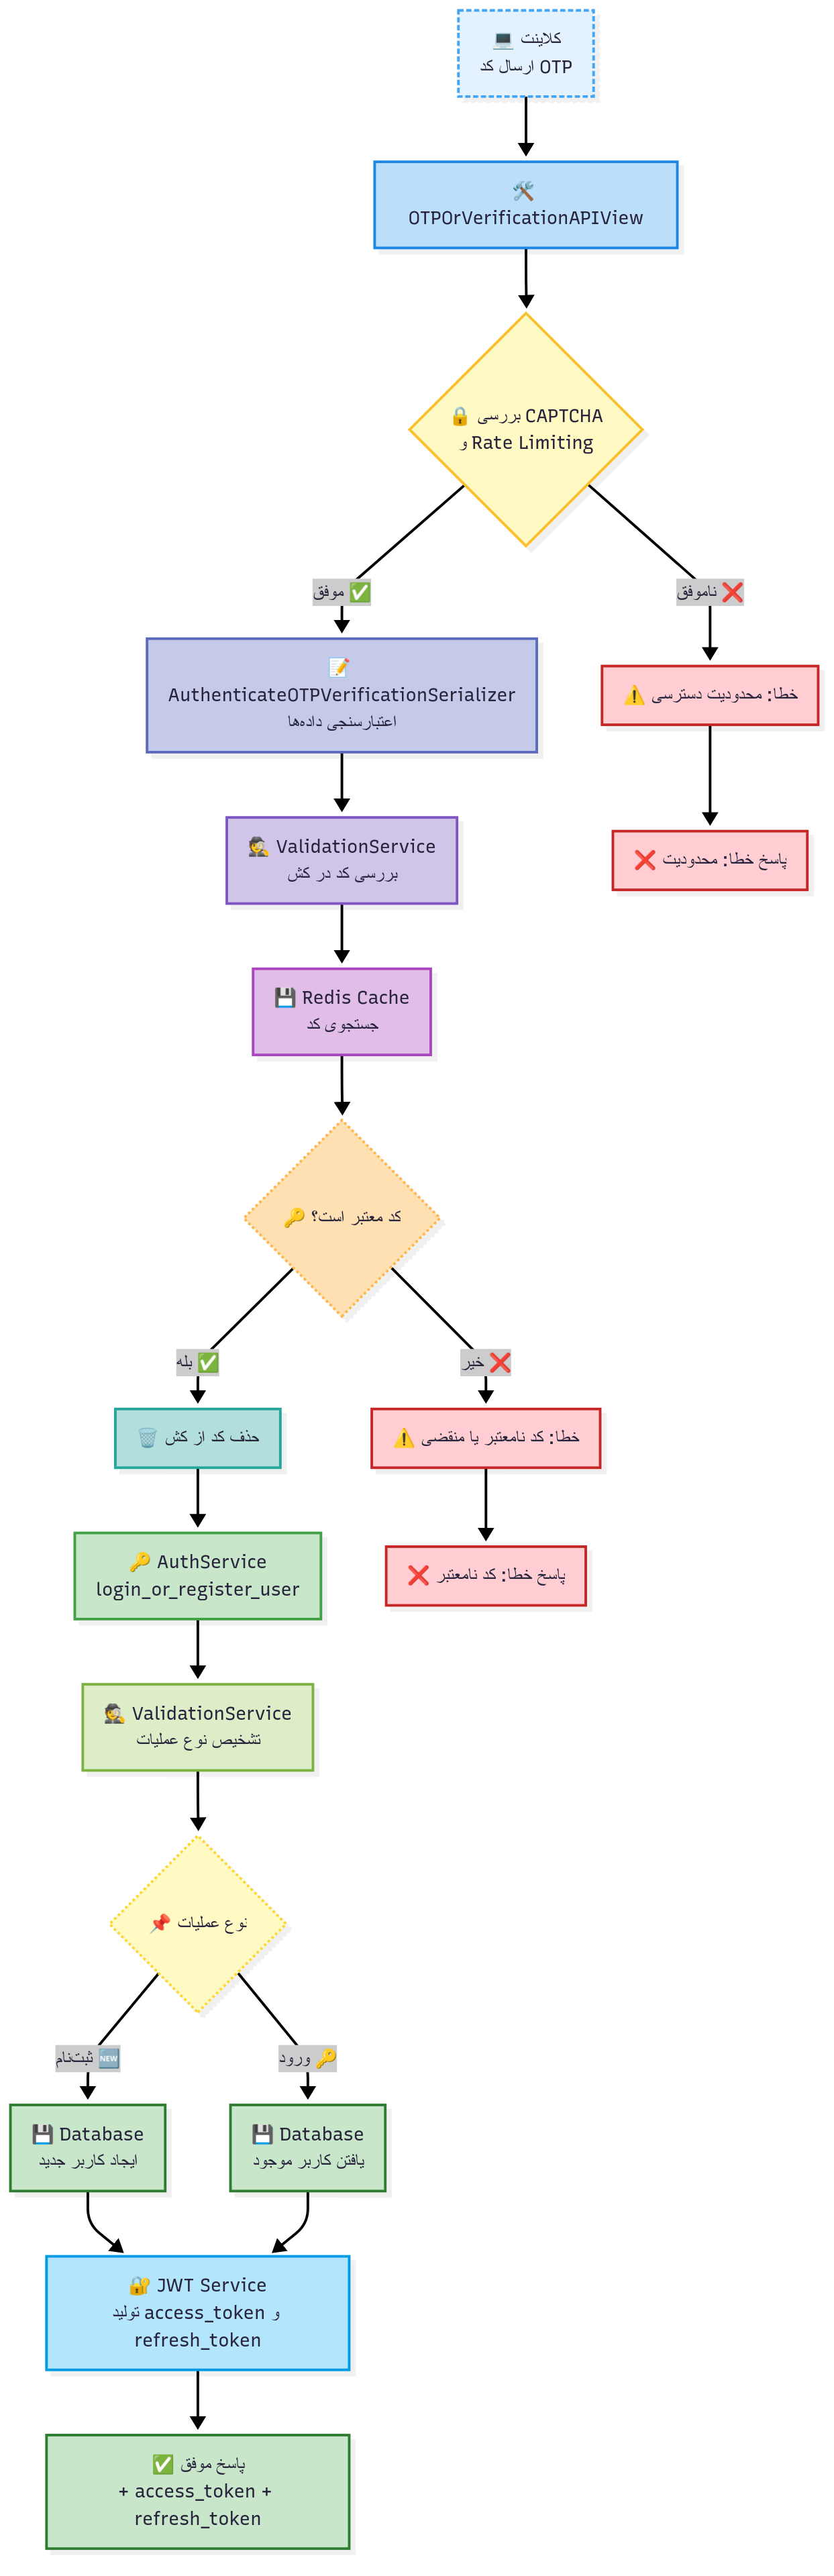 کلاینت 💻
ارسال کد OTP
🛠️
OTPOrVerificationAPIView
🔒 بررسی CAPTCHA
و Rate Limiting
موفق ✅
ناموفق ❌
📝
AuthenticateOTPVerificationSerializer
اعتبارسنجی داده‌ها
خطا: محدودیت دسترسی ⚠️
🕵️ ValidationService
بررسی کد در کش
پاسخ خطا: محدودیت ❌
💾 Redis Cache
جستجوی کد
کد معتبر است؟ 🔑
بله ✅
خیر ❌
حذف کد از کش 🗑️
خطا: کد نامعتبر یا منقضی ⚠️
🔑 AuthService
login_or_register_user
پاسخ خطا: کد نامعتبر ❌
🕵️ ValidationService
تشخیص نوع عملیات
نوع عملیات 📌
ثبت‌نام 🆕
ورود 🔑
💾 Database
ایجاد کاربر جدید
💾 Database
یافتن کاربر موجود
🔐 JWT Service
تولید access_token و
refresh_token
پاسخ موفق ✅
+ access_token +
refresh_token